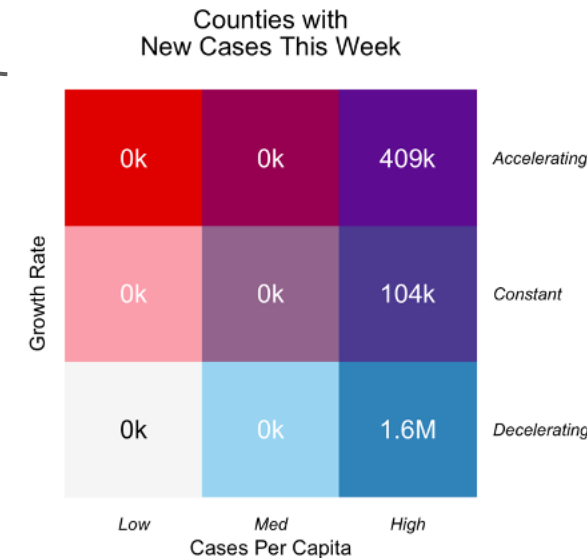 Counties with
New Cases This Week
0k 0k 409k Accelerating
Growth Rate
0k 0k 104k Constant
0k 0k 1.6M Decelerating
Low Med High
Cases Per Capita